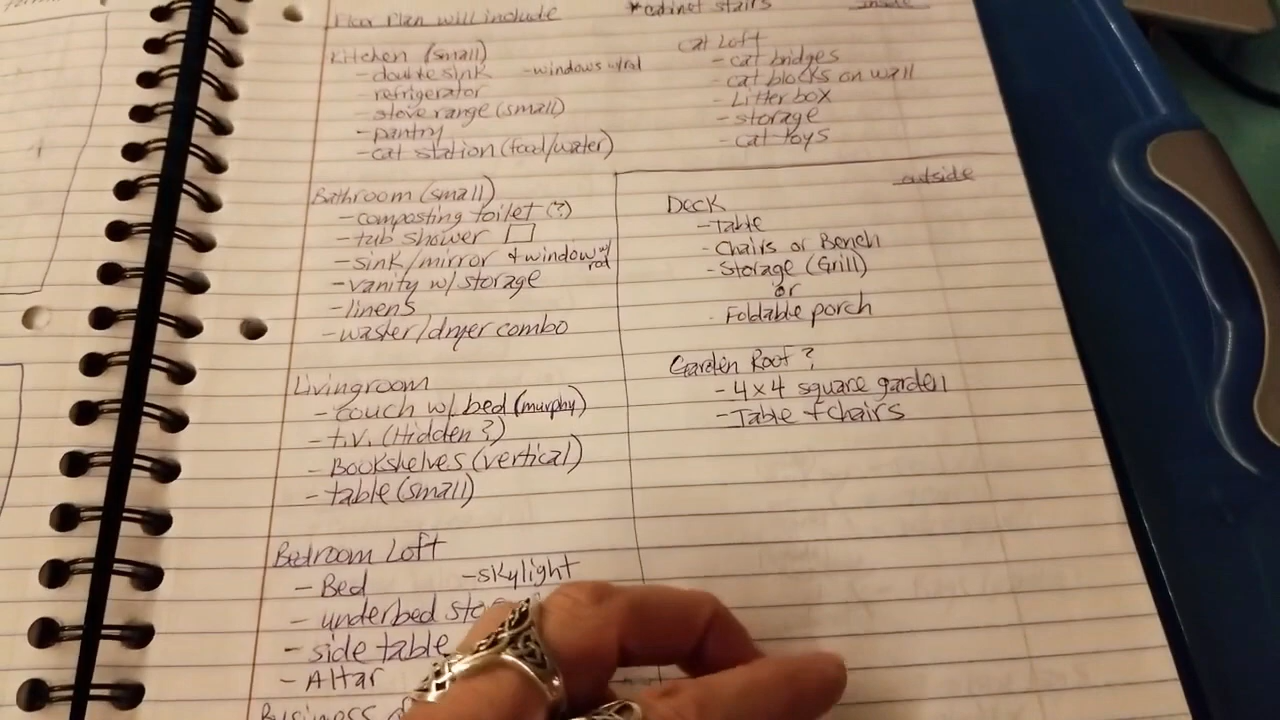 Floor Plan will include
*cabinet stairs
inside
Kitchen (small)
- double sink - windows w/rod
refrigerator
- stove range (small)
- pantry
- cat station (food/water)
Cat Loft
- cat bridges
- cat blocks on wall
- Litter box
- storage
- cat toys
Bathroom (small)
- composting toilet (?)
- tub shower
- sink/mirror + window w/ rod
- vanity w/ storage
- linens
- washer/dryer combo
Livingroom
- couch w/ bed (murphy)
- t.v. (Hidden?)
- Bookshelves (vertical)
- table (small)
Bedroom Loft
- Bed - skylight
- underbed
- side table
- Altar
Business
outside
Deck
- Table
- Chairs or Bench
- Storage (Grill)
or
- Foldable porch
Garden Roof?
- 4x4 square garden
- Table + chairs